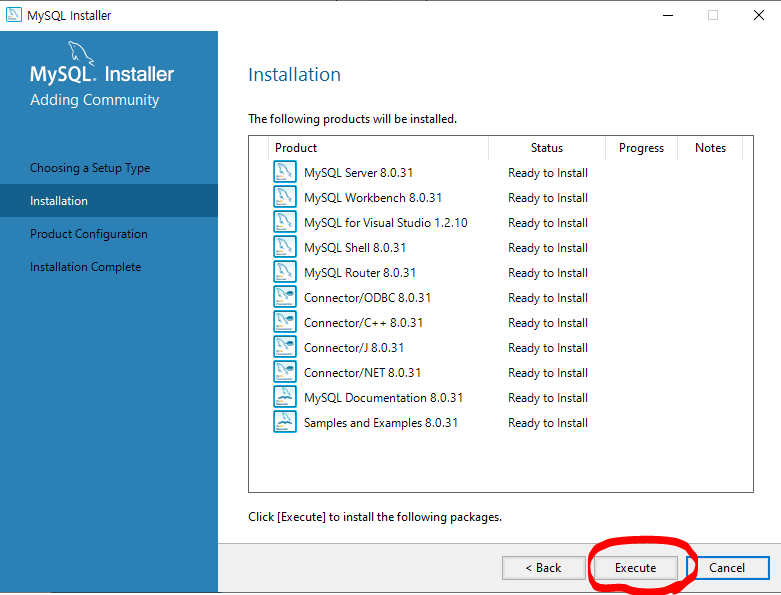 MySQL Installer
MySQL. Installer
Adding Community
Choosing a Setup Type
Installation
Product Configuration
Installation Complete
Installation
The following products will be installed.
Product Status Progress Notes
MySQL Server 8.0.31 Ready to Install
MySQL Workbench 8.0.31 Ready to Install
MySQL for Visual Studio 1.2.10 Ready to Install
MySQL Shell 8.0.31 Ready to Install
MySQL Router 8.0.31 Ready to Install
Connector/ODBC 8.0.31 Ready to Install
Connector/C++ 8.0.31 Ready to Install
Connector/J 8.0.31 Ready to Install
Connector/NET 8.0.31 Ready to Install
MySQL Documentation 8.0.31 Ready to Install
Samples and Examples 8.0.31 Ready to Install
Click [Execute] to install the following packages.
< Back Execute Cancel